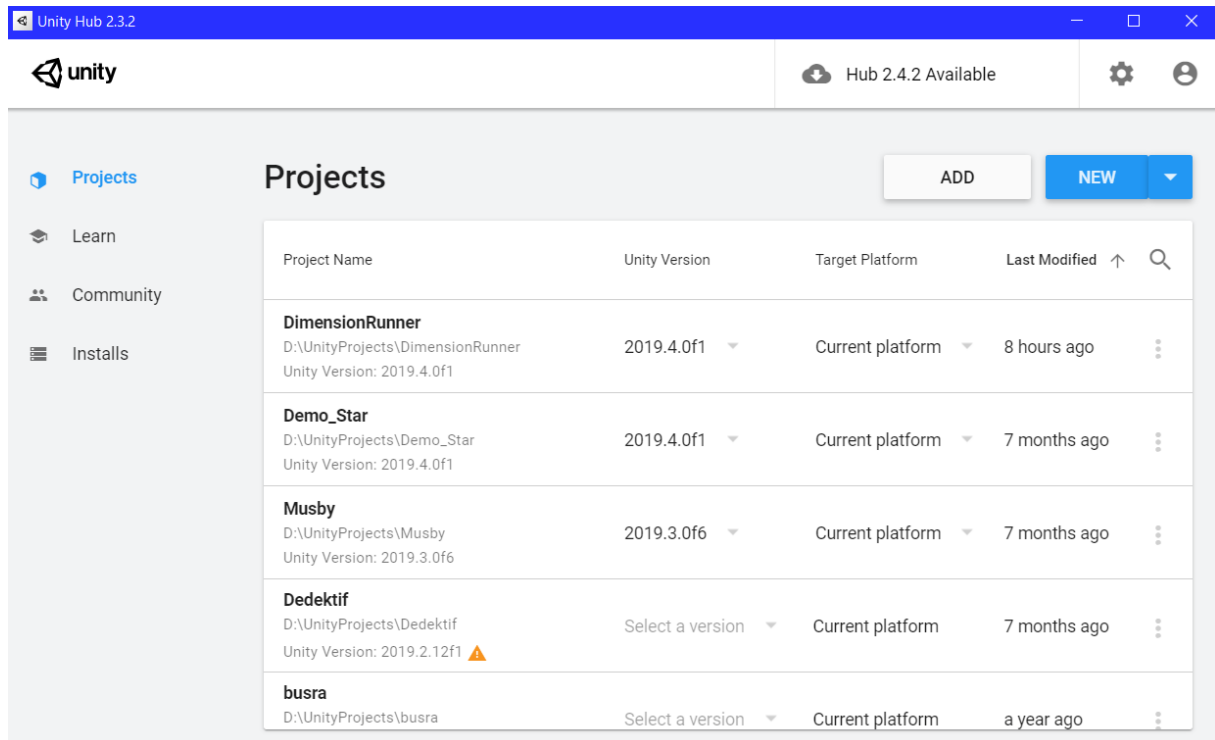 Unity Hub 2.3.2
unity
Hub 2.4.2 Available
Projects
Learn
Community
Installs
Projects
ADD
NEW
Project Name Unity Version Target Platform Last Modified
DimensionRunner
D:\UnityProjects\DimensionRunner
Unity Version: 2019.4.0f1
2019.4.0f1 Current platform 8 hours ago
Demo_Star
D:\UnityProjects\Demo_Star
Unity Version: 2019.4.0f1
2019.4.0f1 Current platform 7 months ago
Musby
D:\UnityProjects\Musby
Unity Version: 2019.3.0f6
2019.3.0f6 Current platform 7 months ago
Dedektif
D:\UnityProjects\Dedektif
Unity Version: 2019.2.12f1
Select a version Current platform 7 months ago
busra
D:\UnityProjects\busra
Select a version Current platform a year ago